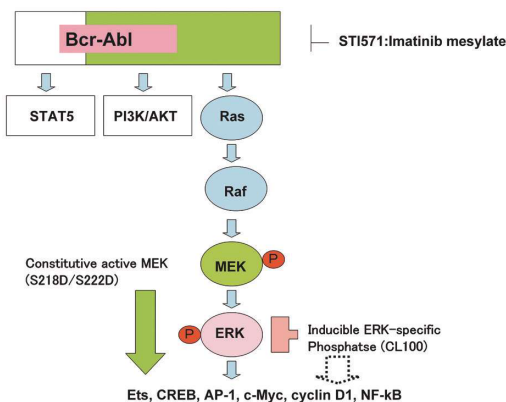 Bcr-Abl
STI571:Imatinib mesylate
STAT5
PI3K/AKT
Ras
Raf
MEK
P
Constitutive active MEK
(S218D/S222D)
P
ERK
Inducible ERK-specific
Phosphatse (CL100)
Ets, CREB, AP-1, c-Myc, cyclin D1, NF-kB